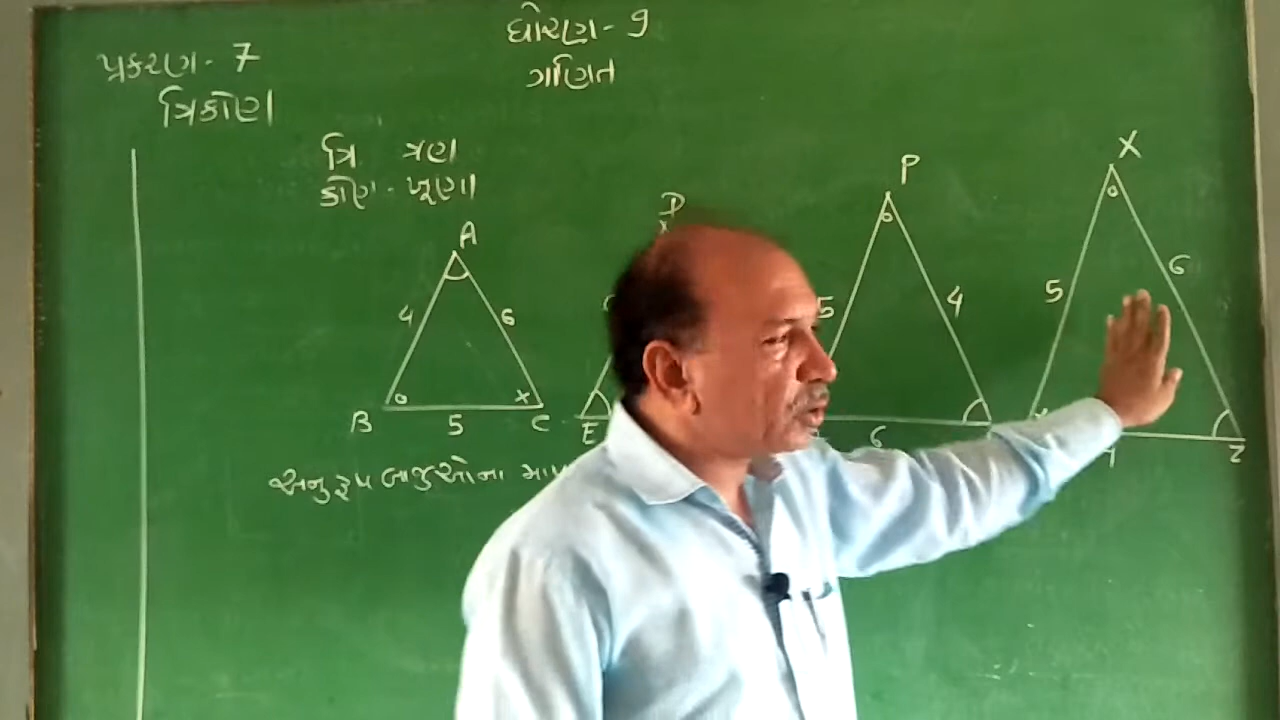 ધોરણ - 9
ગણિત
પ્રકરણ - 7
ત્રિકોણ
ત્રિ ત્રણ
કોણ - ખૂણા
A
4 6
B 5 C
D
E
P
5 4
6
X
5 6
Z
અનુરૂપ બાજુઓના